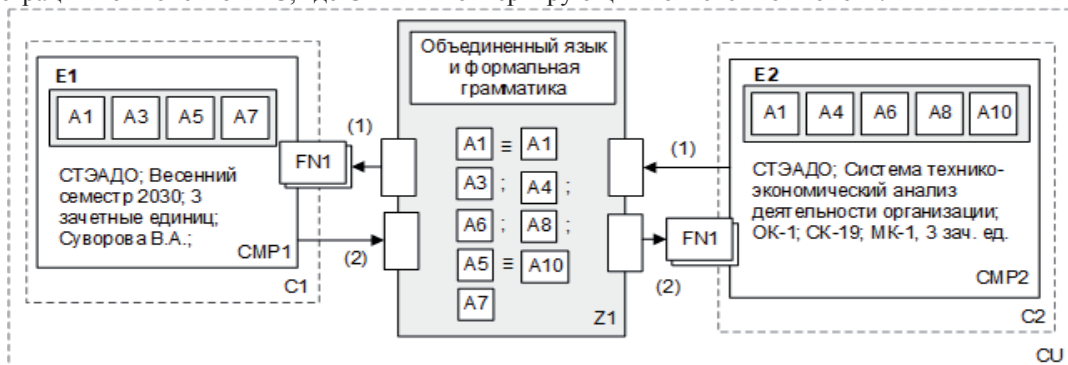 Объединенный язык
и формальная
грамматика
E1
A1 A3 A5 A7
СТЭАДО; Весенний
семестр 2030; 3
зачетные единиц;
Суворова В.А.;
CMP1
C1
(1)
FN1
(2)
A1 ≡ A1
A3 ; A4 ;
A6 ; A8 ;
A5 ≡ A10
A7
Z1
(1)
FN1
(2)
E2
A1 A4 A6 A8 A10
СТЭАДО; Система технико-
экономический анализ
деятельности организации;
ОК-1; СК-19; МК-1, 3 зач. ед.
CMP2
C2
CU